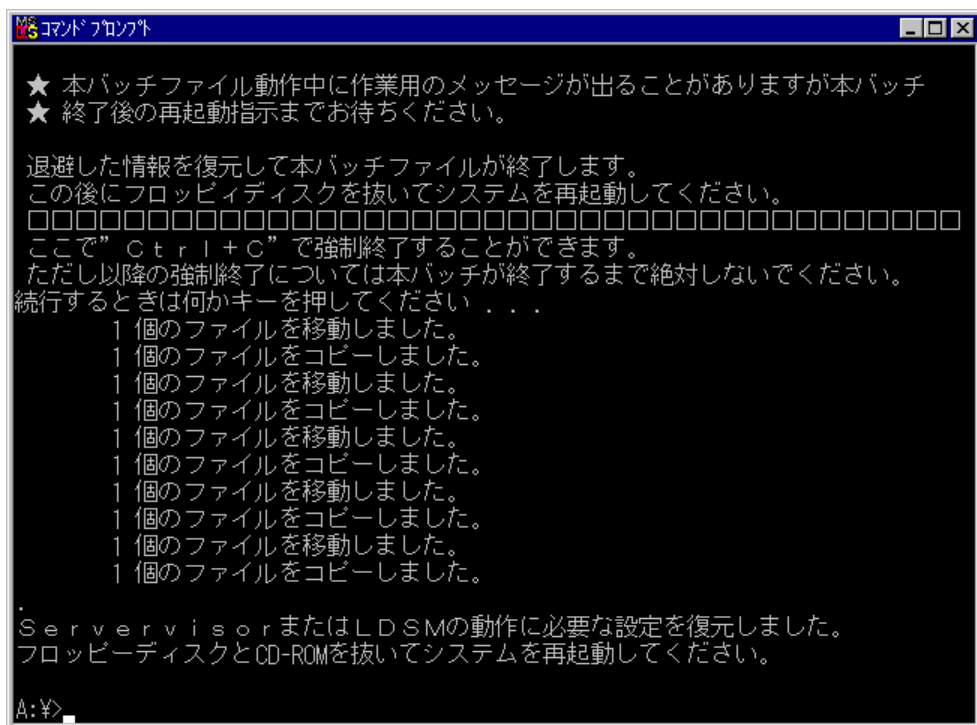 コマンド プロンプト
★ 本バッチファイル動作中に作業用のメッセージが出ることがありますが本バッチ
★ 終了後の再起動指示までお待ちください。
退避した情報を復元して本バッチファイルが終了します。
この後にフロッピィディスクを抜いてシステムを再起動してください。
□□□□□□□□□□□□□□□□□□□□□□□□□□□□□□□□□□□□□□□
ここで”Ｃｔｒｌ＋Ｃ”で強制終了することができます。
ただし以降の強制終了については本バッチが終了するまで絶対しないでください。
続行するときは何かキーを押してください . . .
1 個のファイルを移動しました。
1 個のファイルをコピーしました。
1 個のファイルを移動しました。
1 個のファイルをコピーしました。
1 個のファイルを移動しました。
1 個のファイルをコピーしました。
1 個のファイルを移動しました。
1 個のファイルをコピーしました。
1 個のファイルを移動しました。
1 個のファイルをコピーしました。
.
ＳｅｒｖｅｒｖｉｓｏｒまたはＬＤＳＭの動作に必要な設定を復元しました。
フロッピーディスクとCD-ROMを抜いてシステムを再起動してください。
A:¥>